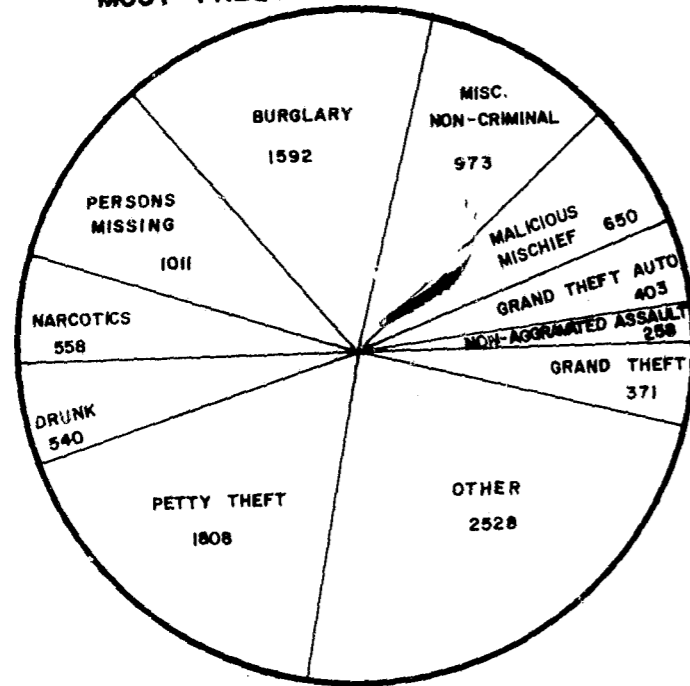 BURGLARY
1592
MISC.
NON-CRIMINAL
973
MALICIOUS
MISCHIEF
650
GRAND THEFT AUTO
403
NON-AGGRAVATED ASSAULT
258
GRAND THEFT
371
OTHER
2528
PETTY THEFT
1808
DRUNK
540
NARCOTICS
558
PERSONS
MISSING
1011